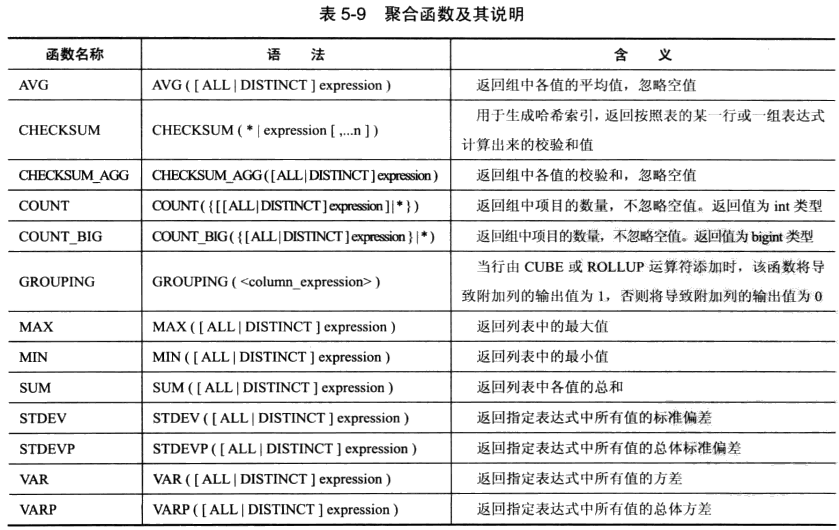 表 5-9 聚合函数及其说明
函数名称 语 法 含 义
AVG AVG ( [ ALL | DISTINCT ] expression ) 返回组中各值的平均值，忽略空值
CHECKSUM CHECKSUM ( * | expression [ ,...n ] ) 用于生成哈希索引，返回按照表的某一行或一组表达式
计算出来的校验和值
CHECKSUM_AGG CHECKSUM_AGG ( [ ALL | DISTINCT ] expression ) 返回组中各值的校验和，忽略空值
COUNT COUNT ( { [ [ ALL | DISTINCT ] expression ] | * } ) 返回组中项目的数量，不忽略空值。返回值为 int 类型
COUNT_BIG COUNT_BIG ( { [ ALL | DISTINCT ] expression } | * ) 返回组中项目的数量，不忽略空值。返回值为 bigint 类型
GROUPING GROUPING ( <column_expression> ) 当行由 CUBE 或 ROLLUP 运算符添加时，该函数将导
致附加列的输出值为 1，否则将导致附加列的输出值为 0
MAX MAX ( [ ALL | DISTINCT ] expression ) 返回列表中的最大值
MIN MIN ( [ ALL | DISTINCT ] expression ) 返回列表中的最小值
SUM SUM ( [ ALL | DISTINCT ] expression ) 返回列表中各值的总和
STDEV STDEV ( [ ALL | DISTINCT ] expression ) 返回指定表达式中所有值的标准偏差
STDEVP STDEVP ( [ ALL | DISTINCT ] expression ) 返回指定表达式中所有值的总体标准偏差
VAR VAR ( [ ALL | DISTINCT ] expression ) 返回指定表达式中所有值的方差
VARP VARP ( [ ALL | DISTINCT ] expression ) 返回指定表达式中所有值的总体方差